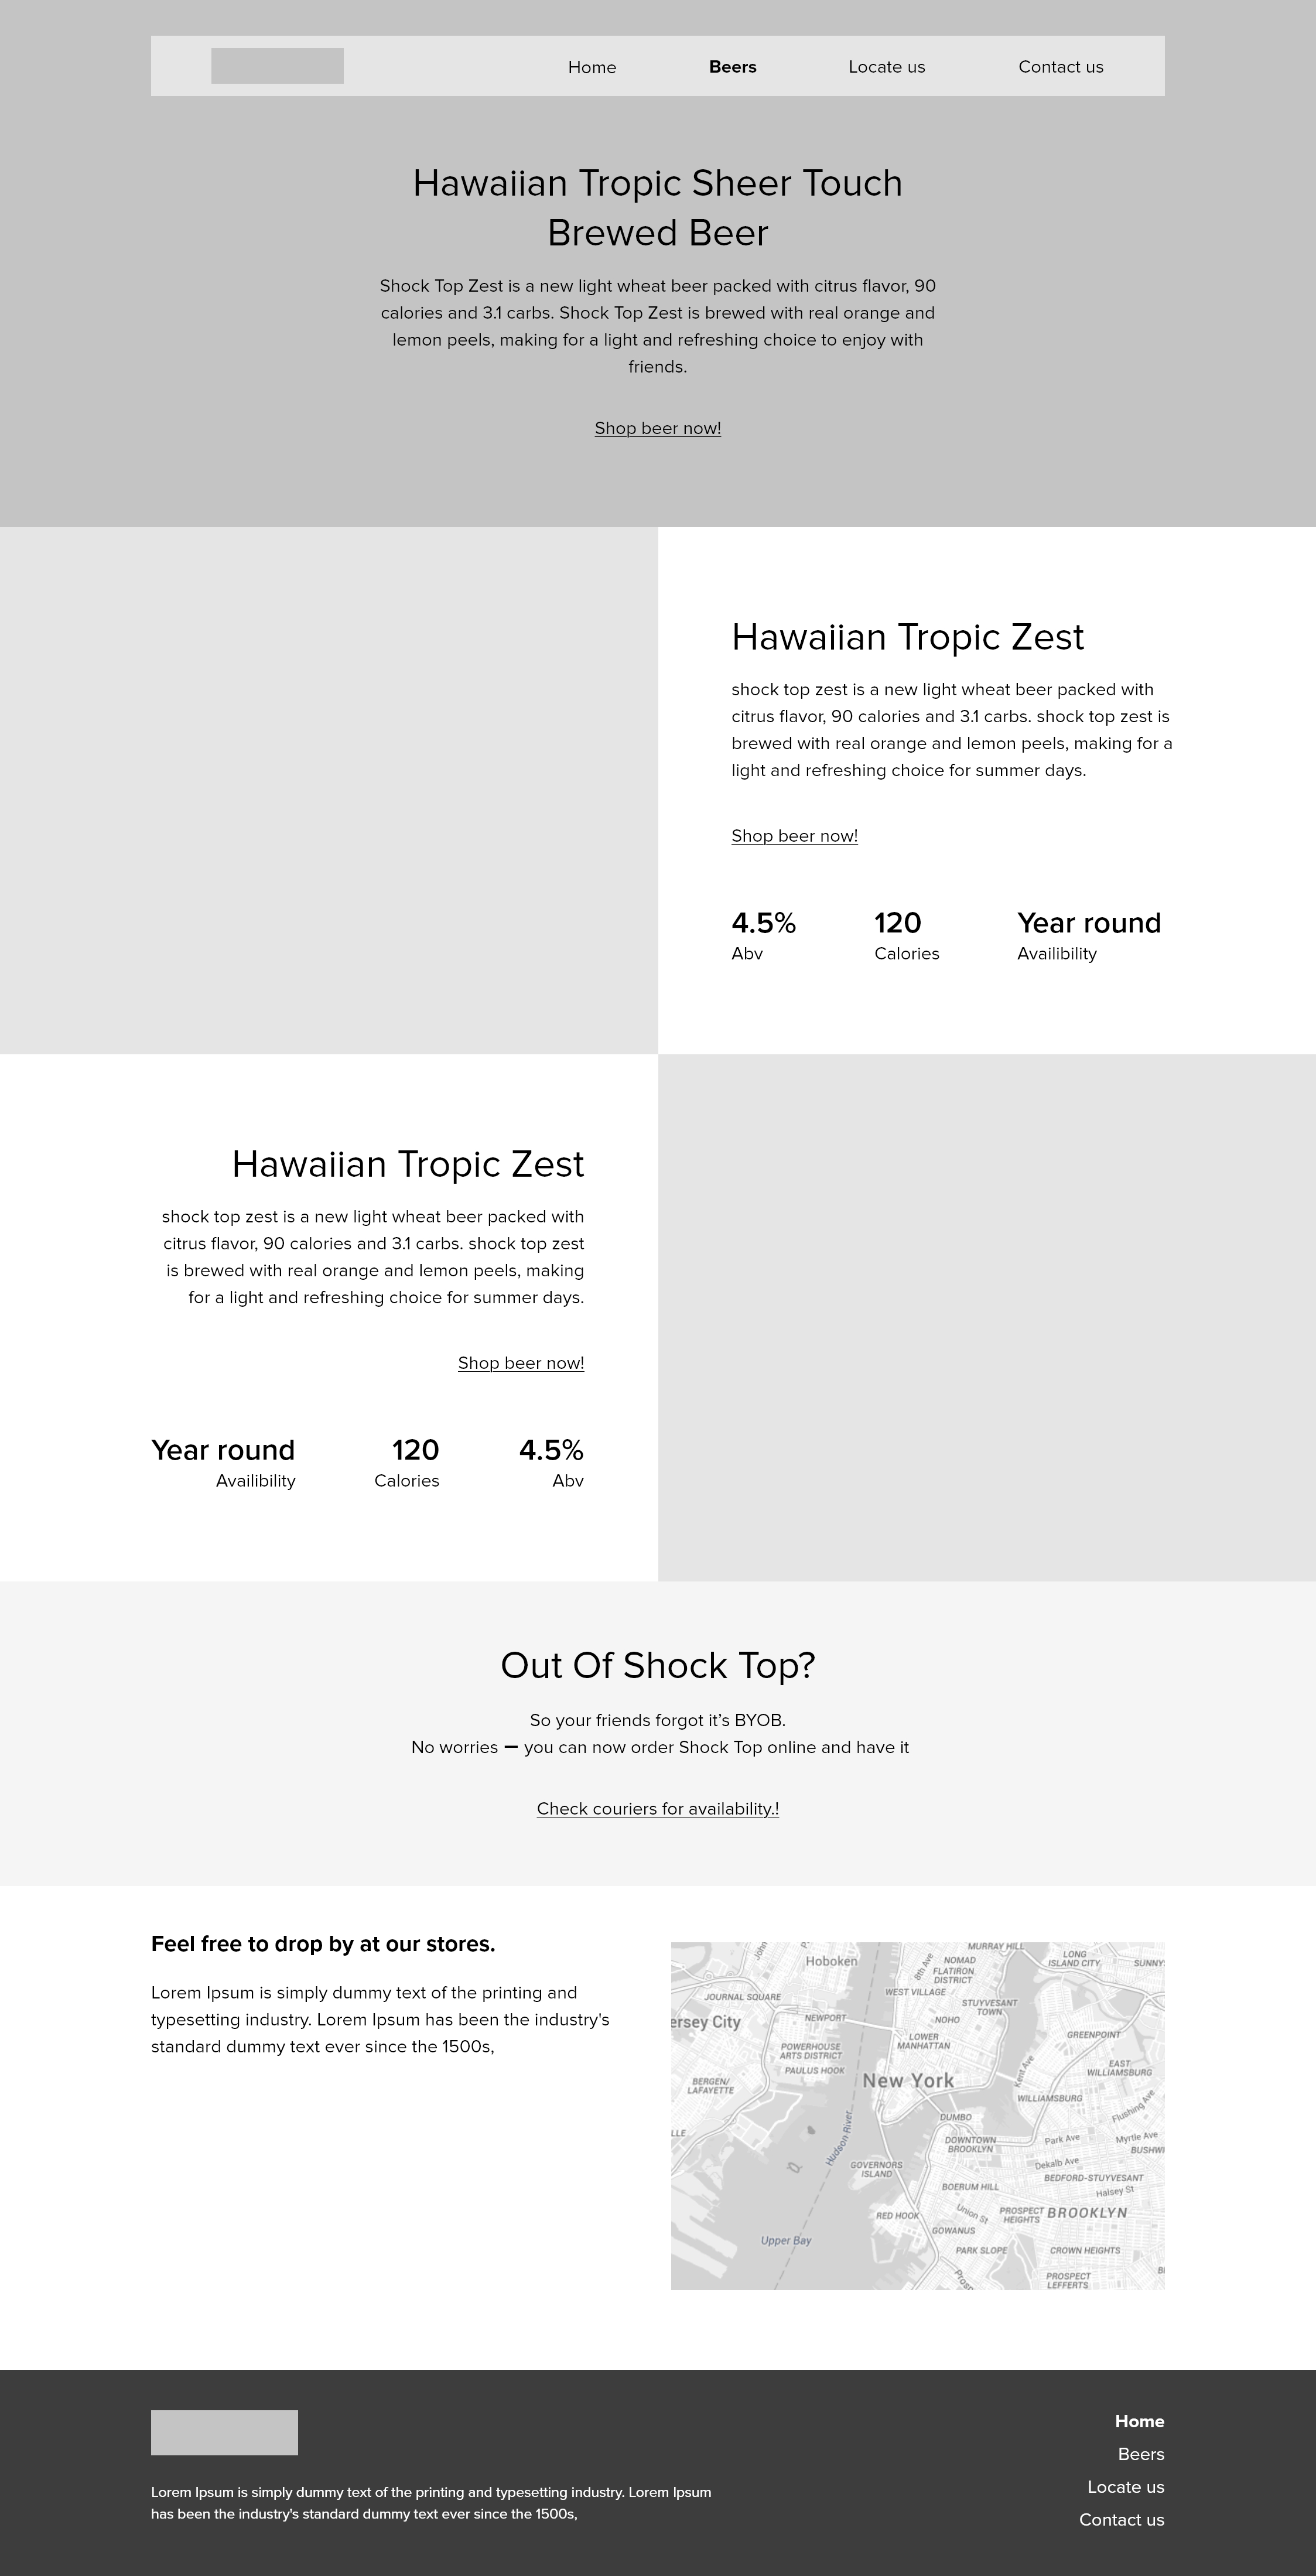 Home Beers Locate us Contact us
Hawaiian Tropic Sheer Touch
Brewed Beer
Shock Top Zest is a new light wheat beer packed with citrus flavor, 90
calories and 3.1 carbs. Shock Top Zest is brewed with real orange and
lemon peels, making for a light and refreshing choice to enjoy with
friends.
Shop beer now!
Hawaiian Tropic Zest
shock top zest is a new light wheat beer packed with
citrus flavor, 90 calories and 3.1 carbs. shock top zest is
brewed with real orange and lemon peels, making for a
light and refreshing choice for summer days.
Shop beer now!
4.5% 120 Year round
Abv Calories Availibility
Hawaiian Tropic Zest
shock top zest is a new light wheat beer packed with
citrus flavor, 90 calories and 3.1 carbs. shock top zest
is brewed with real orange and lemon peels, making
for a light and refreshing choice for summer days.
Shop beer now!
Year round 120 4.5%
Availibility Calories Abv
Out Of Shock Top?
So your friends forgot it’s BYOB.
No worries — you can now order Shock Top online and have it
Check couriers for availability.!
Feel free to drop by at our stores.
Lorem Ipsum is simply dummy text of the printing and
typesetting industry. Lorem Ipsum has been the industry's
standard dummy text ever since the 1500s,
John
MURRAY HILL
Hoboken
8th Ave
NOMAD
FLATIRON
DISTRICT
LONG
ISLAND CITY
SUNNYS
JOURNAL SQUARE
WEST VILLAGE
STUYVESANT
TOWN
ersey City
NEWPORT
NOHO
LOWER
MANHATTAN
GREENPOINT
POWERHOUSE
ARTS DISTRICT
PAULUS HOOK
EAST
WILLIAMSBURG
BERGEN/
LAFAYETTE
New York
Kent Ave
WILLIAMSBURG
Flushing Ave
DUMBO
LLE
Hudson River
DOWNTOWN
BROOKLYN
Park Ave
Myrtle Ave
BUSHWI
Dekalb Ave
GOVERNORS
ISLAND
BEDFORD-STUYVESANT
BOERUM HILL
Halsey St
RED HOOK
Union St
PROSPECT
HEIGHTS
BROOKLYN
GOWANUS
Upper Bay
PARK SLOPE
CROWN HEIGHTS
Prosp
PROSPECT
LEFFERTS
Home
Beers
Locate us
Contact us
Lorem Ipsum is simply dummy text of the printing and typesetting industry. Lorem Ipsum
has been the industry's standard dummy text ever since the 1500s,